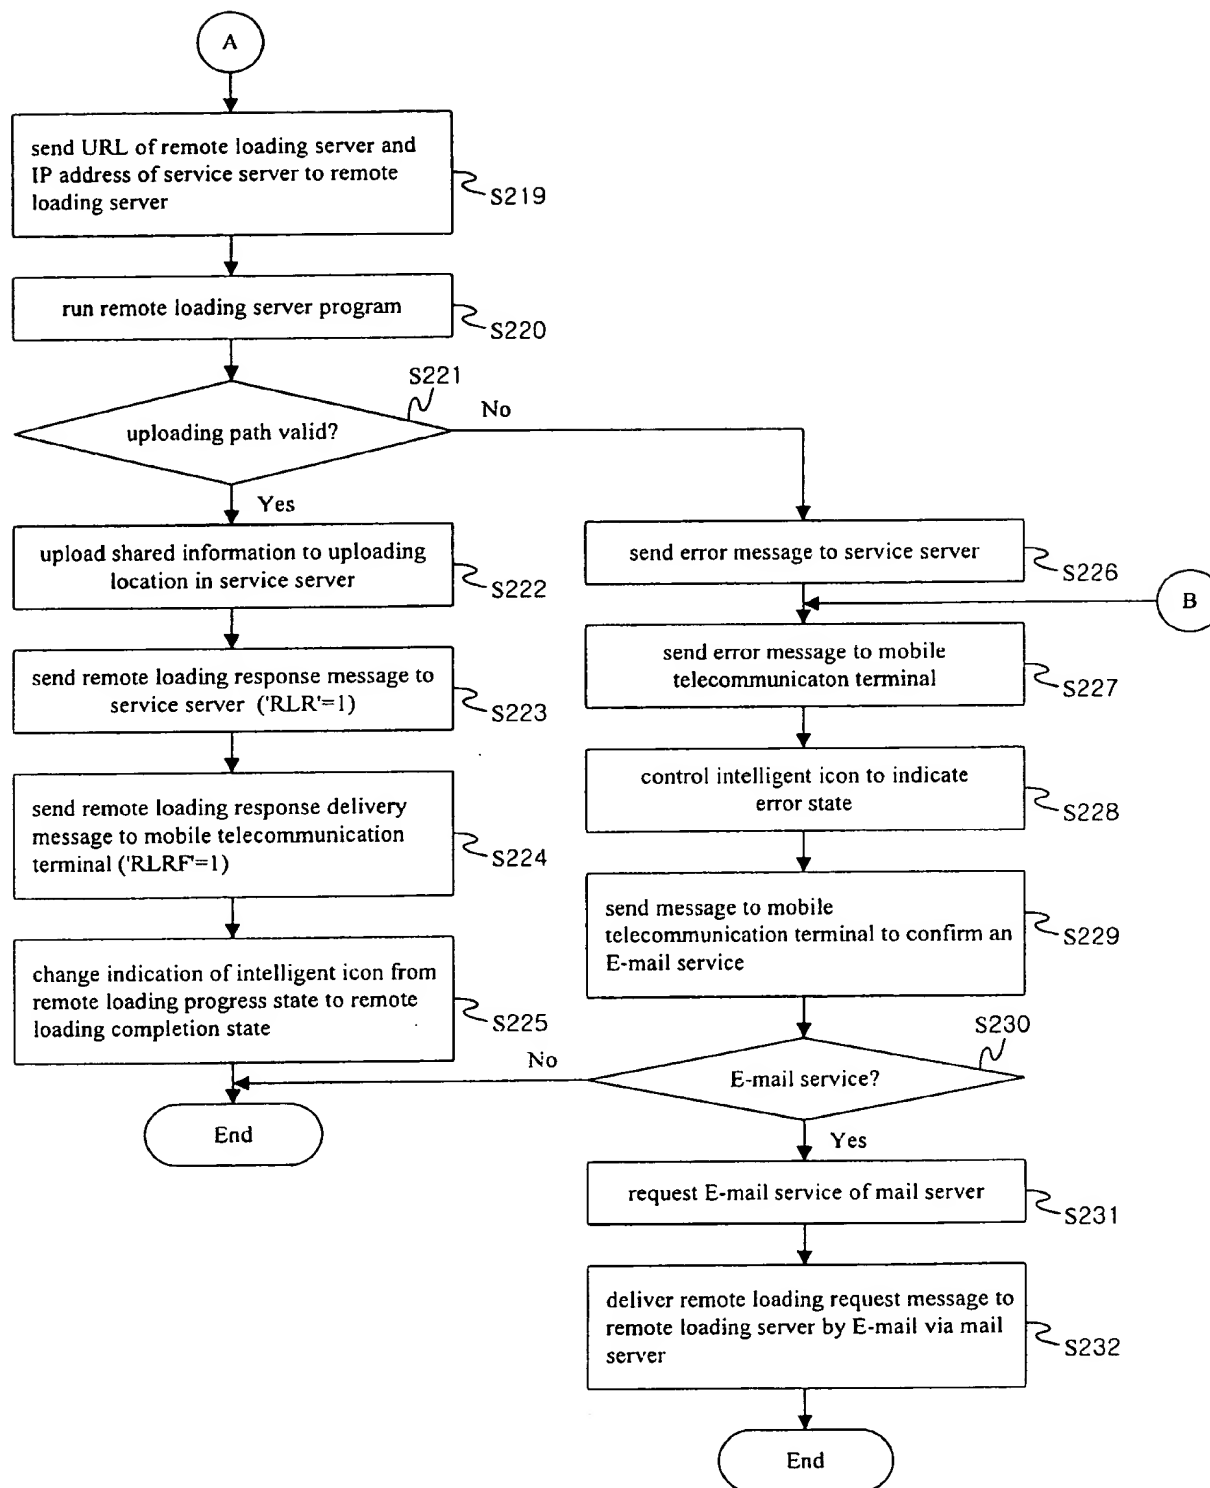 A
send URL of remote loading server and
IP address of service server to remote
loading server
S219
run remote loading server program
S220
S221
uploading path valid?
No
Yes
upload shared information to uploading
location in service server
S222
send remote loading response message to
service server ('RLR'=1)
S223
send remote loading response delivery
message to mobile telecommunication
terminal ('RLRF'=1)
S224
change indication of intelligent icon from
remote loading progress state to remote
loading completion state
S225
End
send error message to service server
S226
B
send error message to mobile
telecommunicaton terminal
S227
control intelligent icon to indicate
error state
S228
send message to mobile
telecommunication terminal to confirm an
E-mail service
S229
S230
E-mail service?
No
Yes
request E-mail service of mail server
S231
deliver remote loading request message to
remote loading server by E-mail via mail
server
S232
End